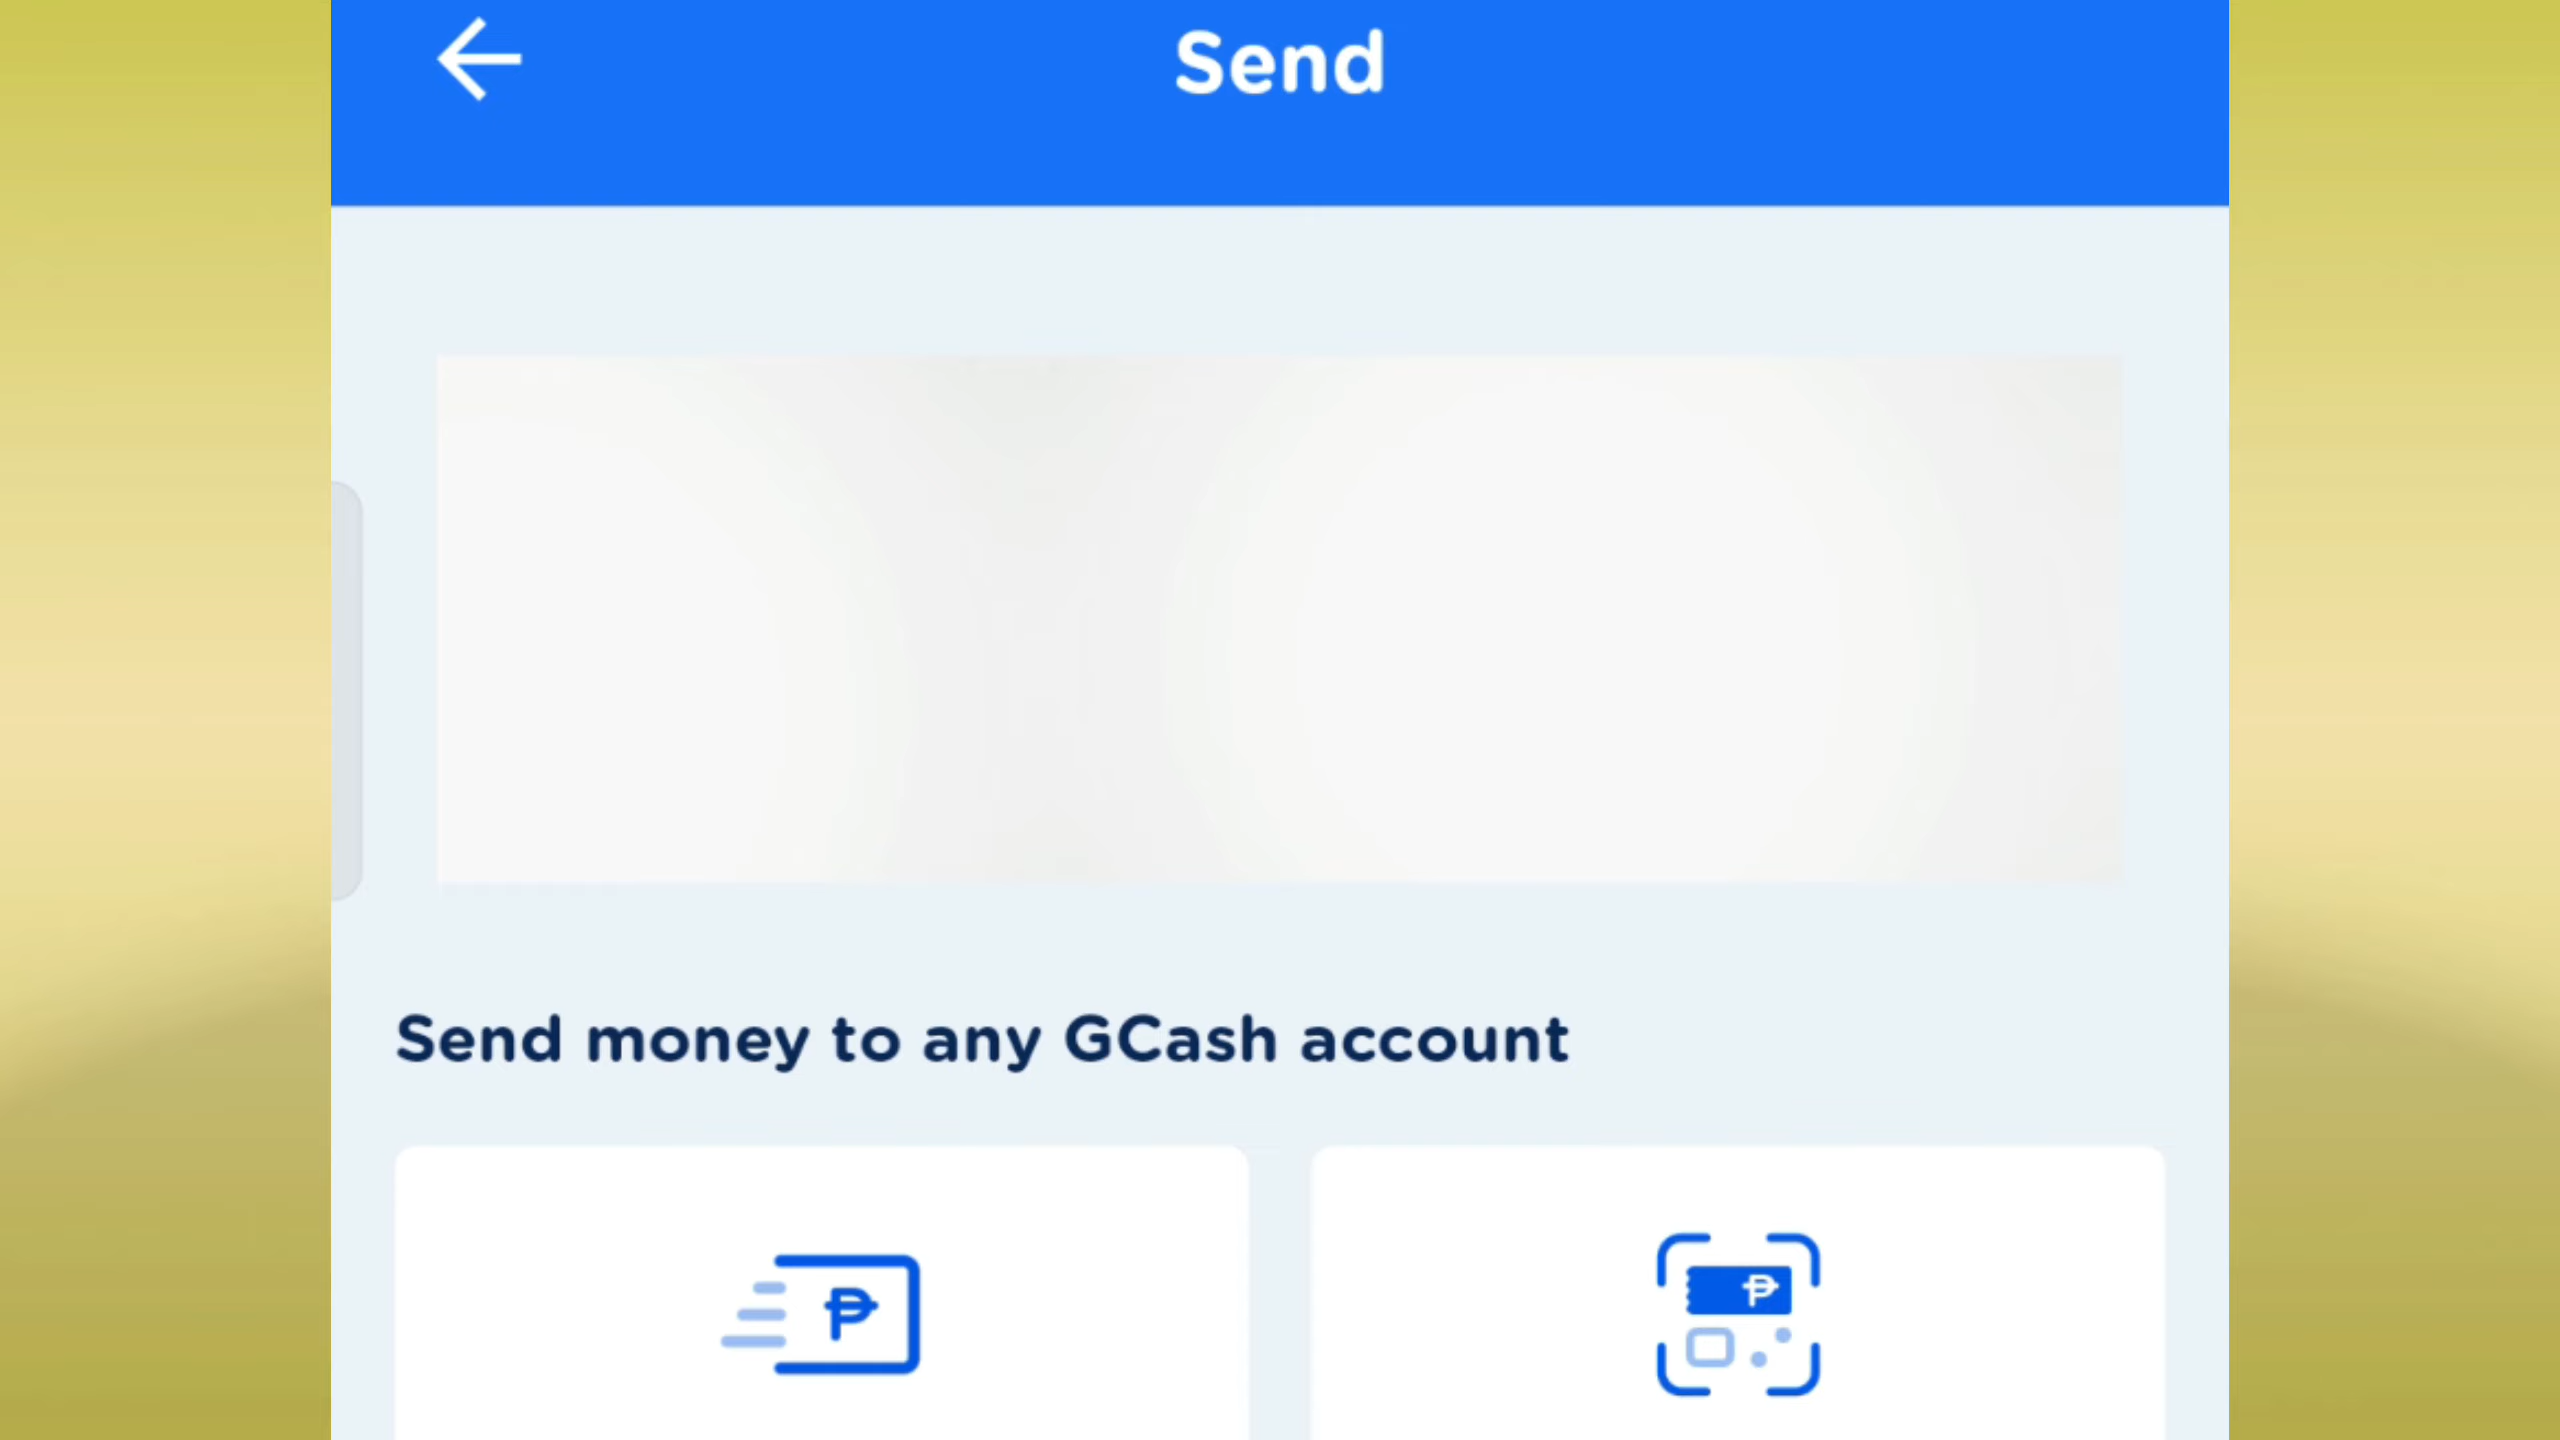 Send
Send money to any GCash account
₱
₱